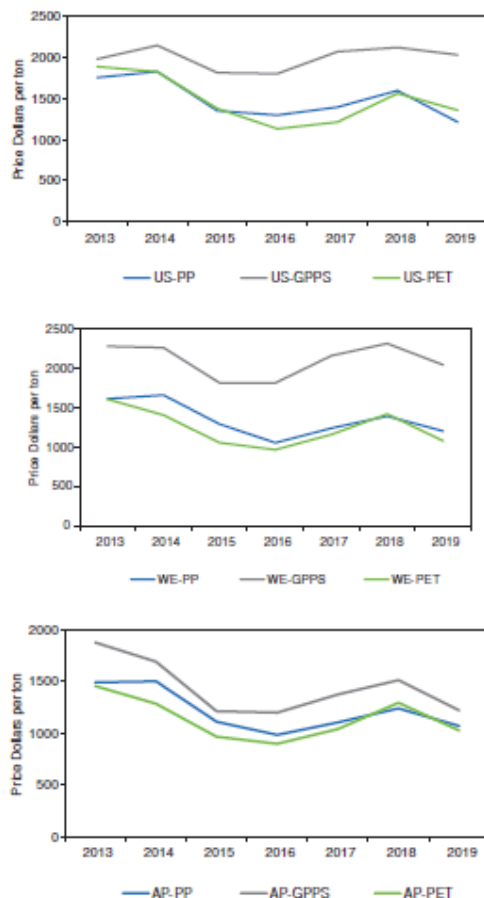 2500
2000
1500
1000
500
0
Price Dollars per ton
2013 2014 2015 2016 2017 2018 2019
US-PP US-GPPS US-PET
2500
2000
1500
1000
500
0
Price Dollars per ton
2013 2014 2015 2016 2017 2018 2019
WE-PP WE-GPPS WE-PET
2000
1500
1000
500
0
Price Dollars per ton
2013 2014 2015 2016 2017 2018 2019
AP-PP AP-GPPS AP-PET